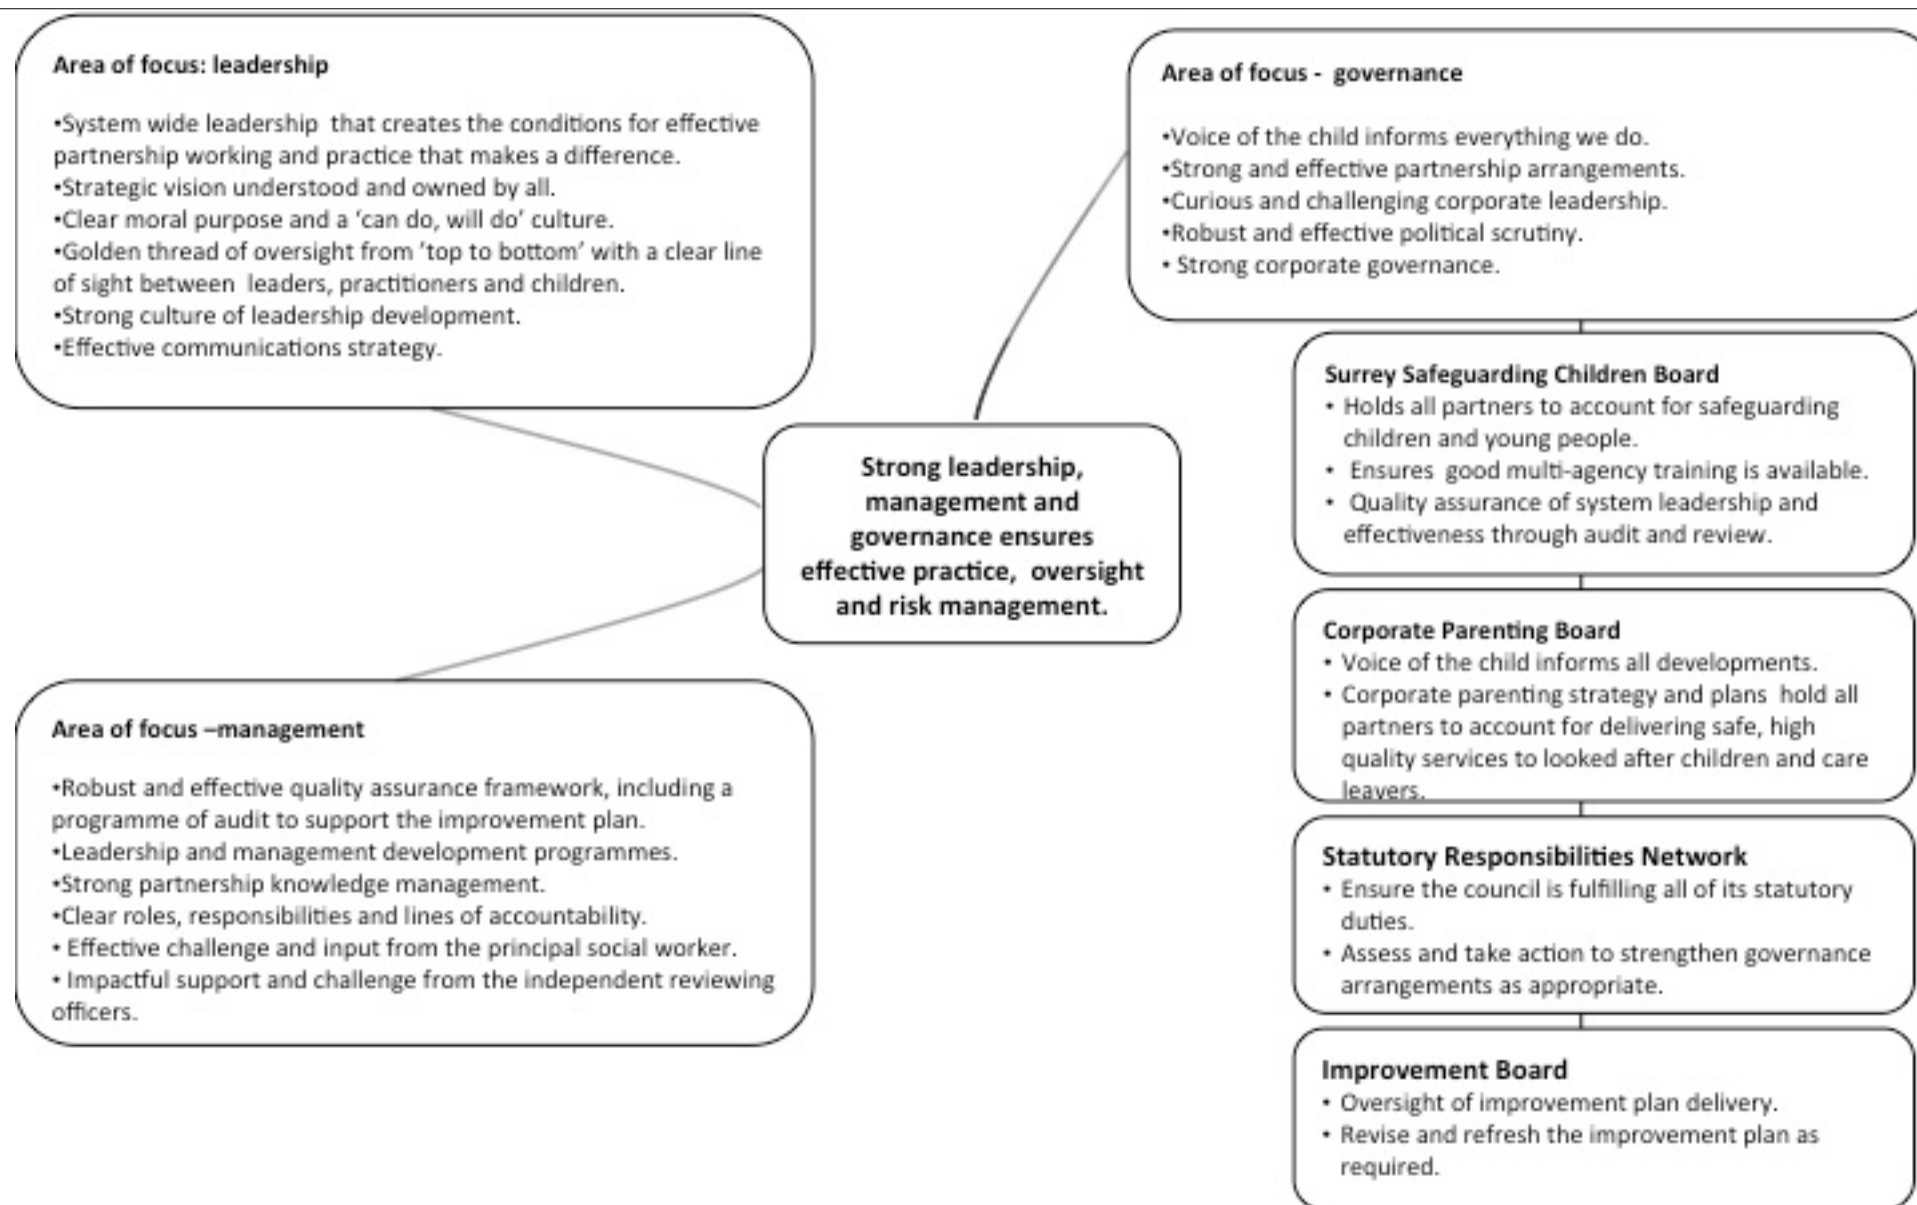 Area of focus: leadership
•System wide leadership that creates the conditions for effective
partnership working and practice that makes a difference.
•Strategic vision understood and owned by all.
•Clear moral purpose and a ‘can do, will do’ culture.
•Golden thread of oversight from ‘top to bottom’ with a clear line
of sight between leaders, practitioners and children.
•Strong culture of leadership development.
•Effective communications strategy.
Area of focus - governance
•Voice of the child informs everything we do.
•Strong and effective partnership arrangements.
•Curious and challenging corporate leadership.
•Robust and effective political scrutiny.
• Strong corporate governance.
Strong leadership,
management and
governance ensures
effective practice, oversight
and risk management.
Surrey Safeguarding Children Board
• Holds all partners to account for safeguarding
children and young people.
• Ensures good multi-agency training is available.
• Quality assurance of system leadership and
effectiveness through audit and review.
Corporate Parenting Board
• Voice of the child informs all developments.
• Corporate parenting strategy and plans hold all
partners to account for delivering safe, high
quality services to looked after children and care
leavers.
Area of focus –management
•Robust and effective quality assurance framework, including a
programme of audit to support the improvement plan.
•Leadership and management development programmes.
•Strong partnership knowledge management.
•Clear roles, responsibilities and lines of accountability.
• Effective challenge and input from the principal social worker.
• Impactful support and challenge from the independent reviewing
officers.
Statutory Responsibilities Network
• Ensure the council is fulfilling all of its statutory
duties.
• Assess and take action to strengthen governance
arrangements as appropriate.
Improvement Board
• Oversight of improvement plan delivery.
• Revise and refresh the improvement plan as
required.